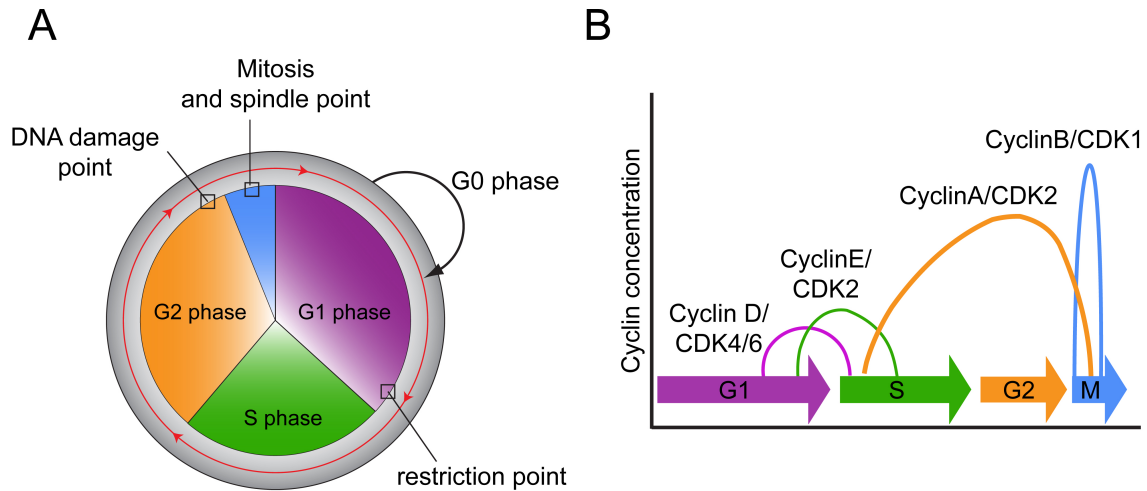 A
Mitosis
and spindle point
DNA damage
point
G0 phase
G2 phase
G1 phase
S phase
restriction point
B
Cyclin concentration
CyclinB/CDK1
CyclinA/CDK2
CyclinE/
CDK2
Cyclin D/
CDK4/6
G1
S
G2
M